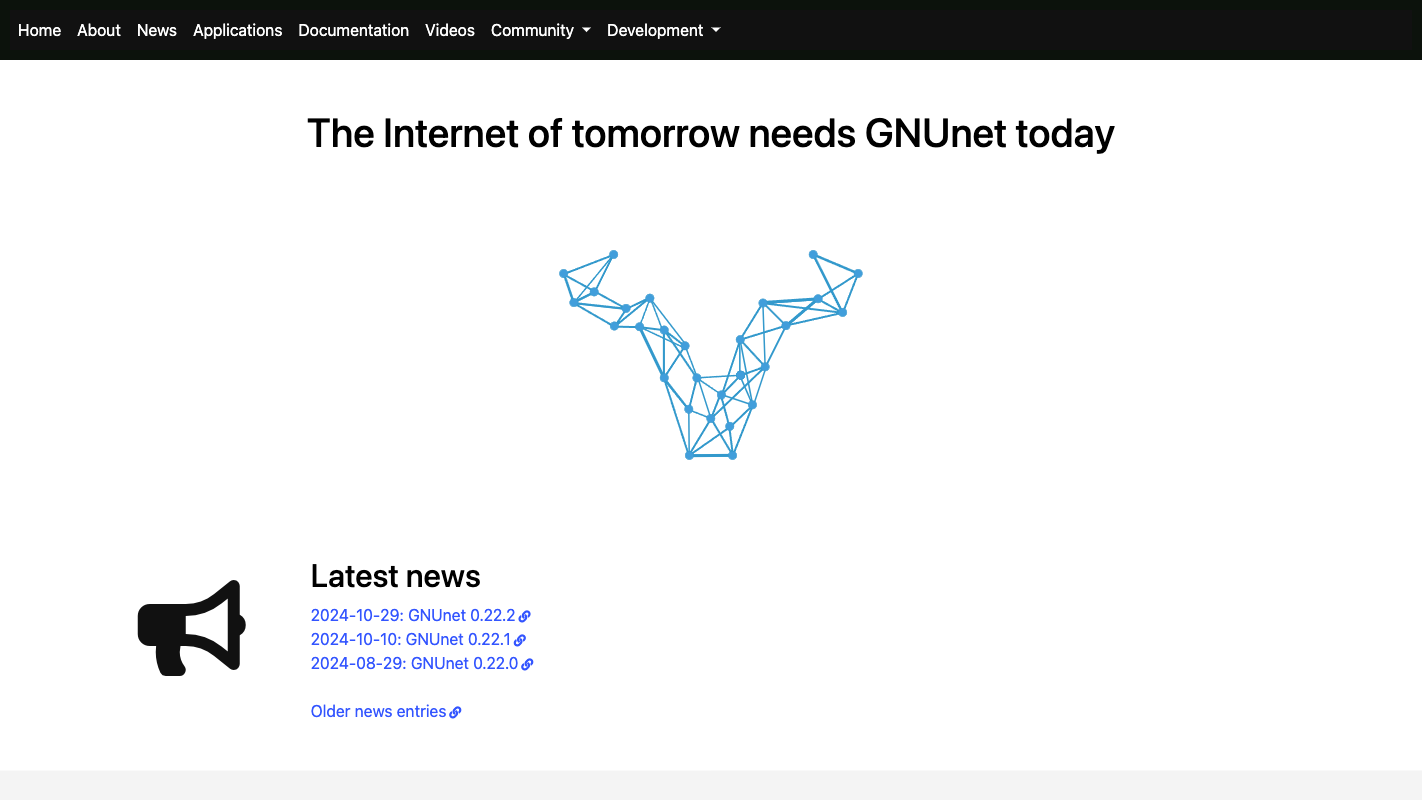 Home About News Applications Documentation Videos Community Development
The Internet of tomorrow needs GNUnet today
Latest news
2024-10-29: GNUnet 0.22.2
2024-10-10: GNUnet 0.22.1
2024-08-29: GNUnet 0.22.0
Older news entries